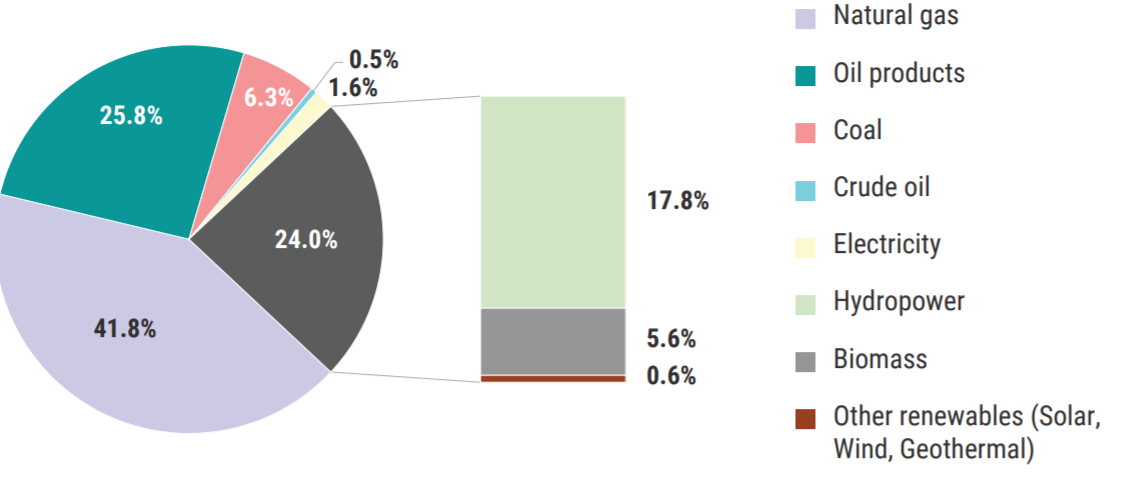 0.5%
1.6%
6.3%
25.8%
24.0%
41.8%
17.8%
5.6%
0.6%
Natural gas
Oil products
Coal
Crude oil
Electricity
Hydropower
Biomass
Other renewables (Solar,
Wind, Geothermal)